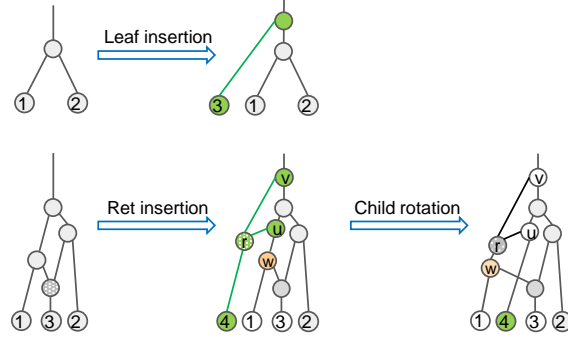 Leaf insertion
3 1 2
1 2
Ret insertion
Child rotation
v
v
u
r
w
u
r
w
1 3 2
4 1 3 2
1 4 3 2